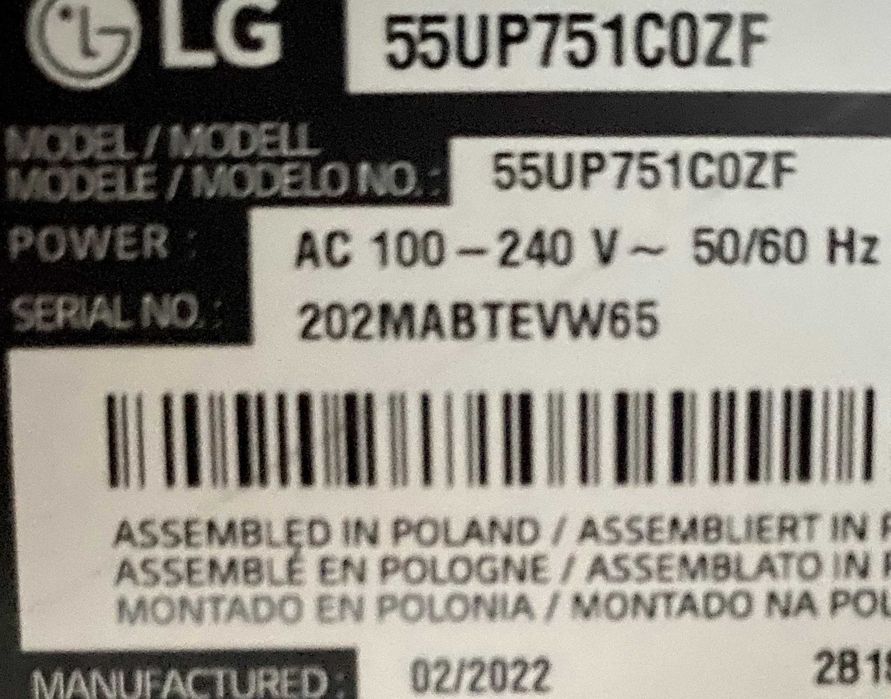 LG 55UP751C0ZF
MODEL / MODELL
MODELE / MODELO NO. : 55UP751C0ZF
POWER : AC 100 – 240 V ~ 50/60 Hz
SERIAL NO. : 202MABTEVW65
ASSEMBLED IN POLAND / ASSEMBLIERT IN
ASSEMBLÉ EN POLOGNE / ASSEMBLATO IN
MONTADO EN POLONIA / MONTADO NA POL
MANUFACTURED : 02/2022